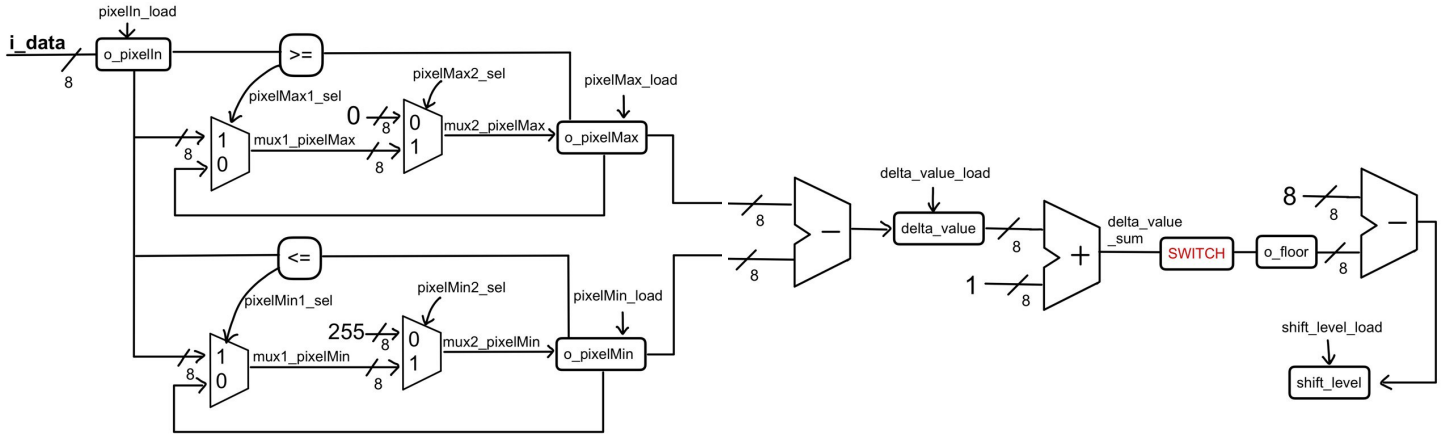 pixelIn_load
i_data
8
o_pixelIn
>=
pixelMax1_sel
pixelMax2_sel
pixelMax_load
0
8
0
1
mux2_pixelMax
o_pixelMax
8
1
0
mux1_pixelMax
8
8
−
delta_value_load
delta_value
8
8
1
8
+
delta_value
_sum
SWITCH
o_floor
8
8
8
−
<=
pixelMin1_sel
pixelMin2_sel
pixelMin_load
255
8
0
1
mux2_pixelMin
o_pixelMin
8
1
0
mux1_pixelMin
8
shift_level_load
shift_level